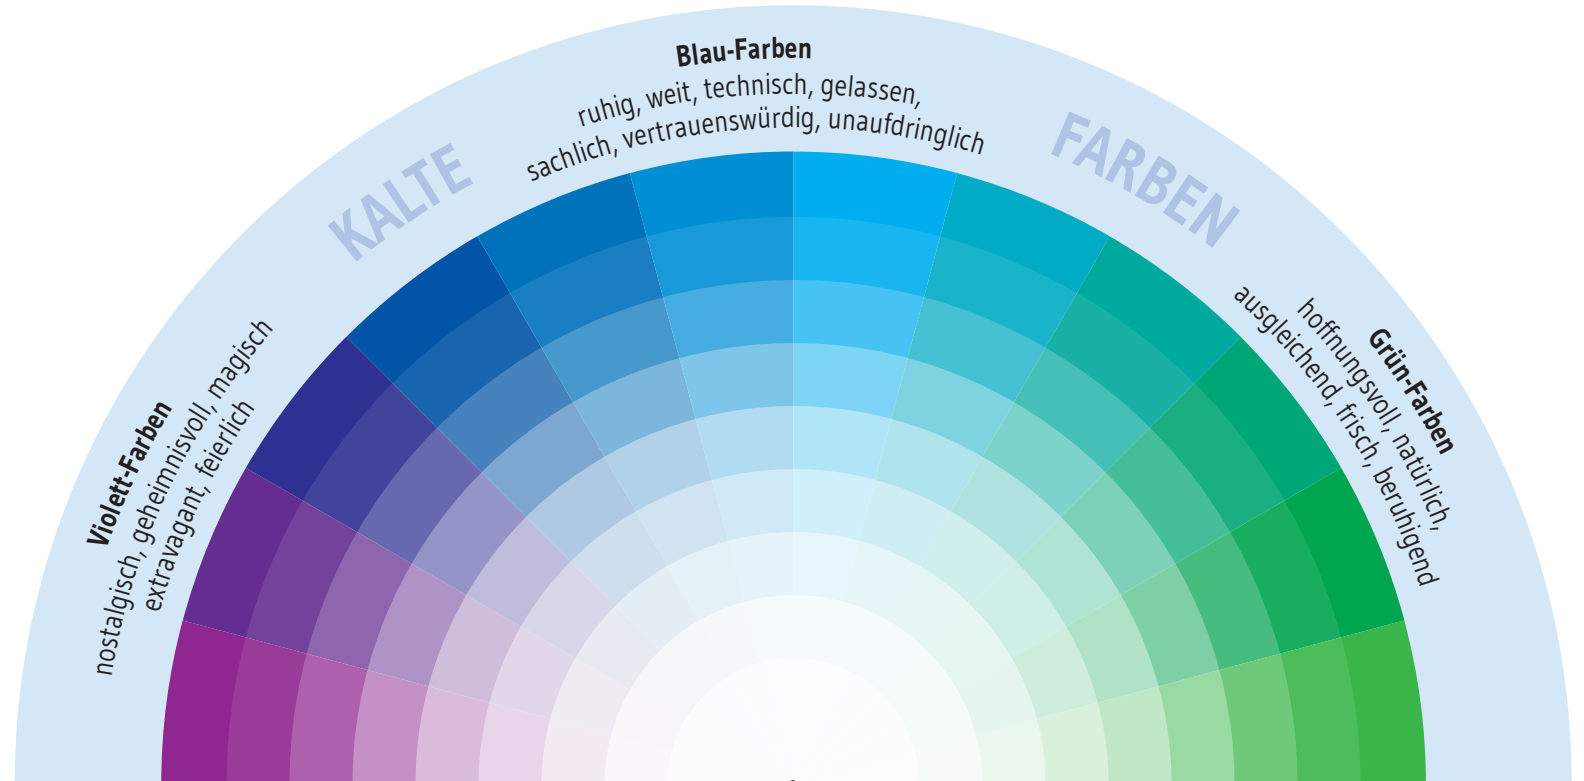 KALTE FARBEN
Blau-Farben
ruhig, weit, technisch, gelassen,
sachlich, vertrauenswürdig, unaufdringlich
Violett-Farben
nostalgisch, geheimnisvoll, magisch
extravagant, feierlich
Grün-Farben
hoffnungsvoll, natürlich,
ausgleichend, frisch, beruhigend